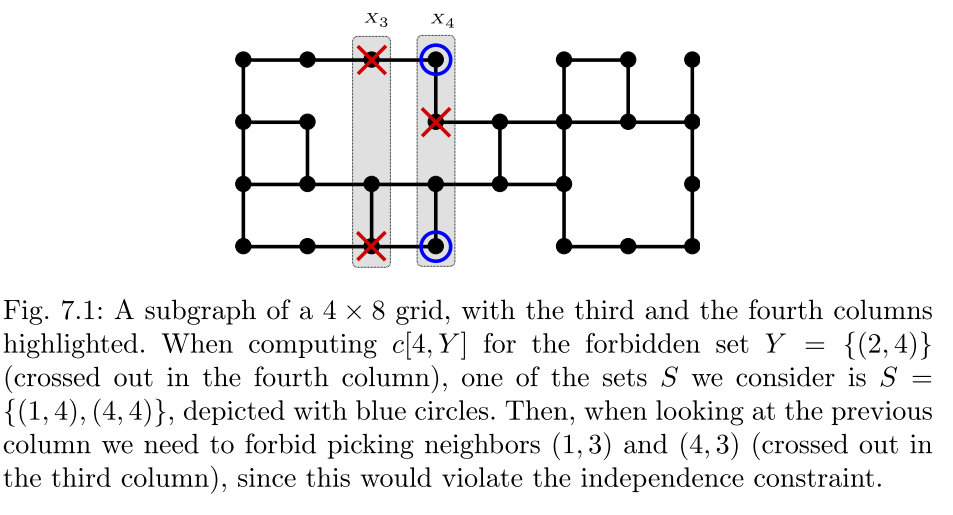 X₃ X₄
Fig. 7.1: A subgraph of a 4 × 8 grid, with the third and the fourth columns
highlighted. When computing c[4, Y] for the forbidden set Y = {(2, 4)}
(crossed out in the fourth column), one of the sets S we consider is S =
{(1, 4), (4, 4)}, depicted with blue circles. Then, when looking at the previous
column we need to forbid picking neighbors (1, 3) and (4, 3) (crossed out in
the third column), since this would violate the independence constraint.